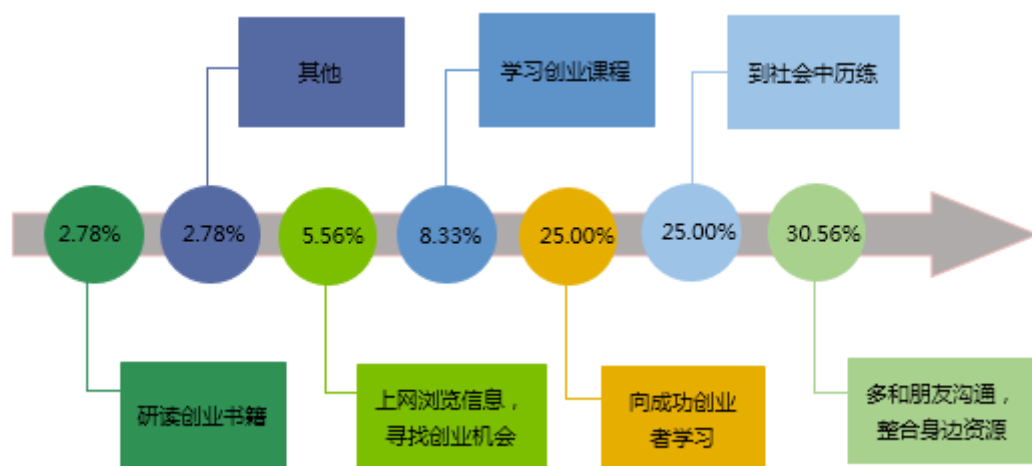 其他
学习创业课程
到社会中历练
2.78%
2.78%
5.56%
8.33%
25.00%
25.00%
30.56%
研读创业书籍
上网浏览信息，
寻找创业机会
向成功创业
者学习
多和朋友沟通，
整合身边资源